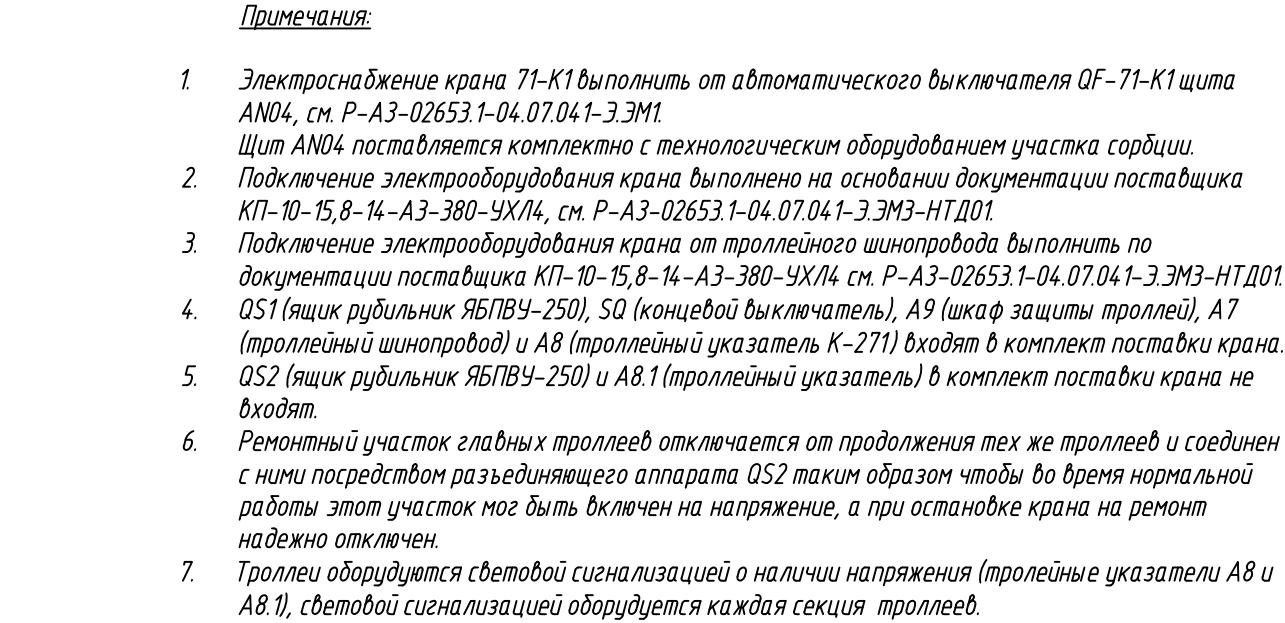 Примечания:
1. Электроснабжение крана 71-К1 выполнить от автоматического выключателя QF-71-К1 щита
AN04, см. Р-АЗ-02653.1-04.07.041-Э.ЭМ1.
Щит AN04 поставляется комплектно с технологическим оборудованием участка сорбции.
2. Подключение электрооборудования крана выполнено на основании документации поставщика
КП-10-15,8-14-А3-380-УХЛ4, см. Р-АЗ-02653.1-04.07.041-Э.ЭМ3-НТД01.
3. Подключение электрооборудования крана от троллейного шинопровода выполнить по
документации поставщика КП-10-15,8-14-А3-380-УХЛ4 см. Р-АЗ-02653.1-04.07.041-Э.ЭМ3-НТД01.
4. QS1 (ящик рубильник ЯБПВУ-250), SQ (концевой выключатель), А9 (шкаф защиты троллей), А7
(троллейный шинопровод) и А8 (троллейный указатель К-271) входят в комплект поставки крана.
5. QS2 (ящик рубильник ЯБПВУ-250) и А8.1 (троллейный указатель) в комплект поставки крана не
входят.
6. Ремонтный участок главных троллеев отключается от продолжения тех же троллеев и соединен
с ними посредством разъединяющего аппарата QS2 таким образом чтобы во время нормальной
работы этот участок мог быть включен на напряжение, а при остановке крана на ремонт
надежно отключен.
7. Троллеи оборудуются световой сигнализацией о наличии напряжения (тролейные указатели А8 и
А8.1), световой сигнализацией оборудуется каждая секция троллеев.